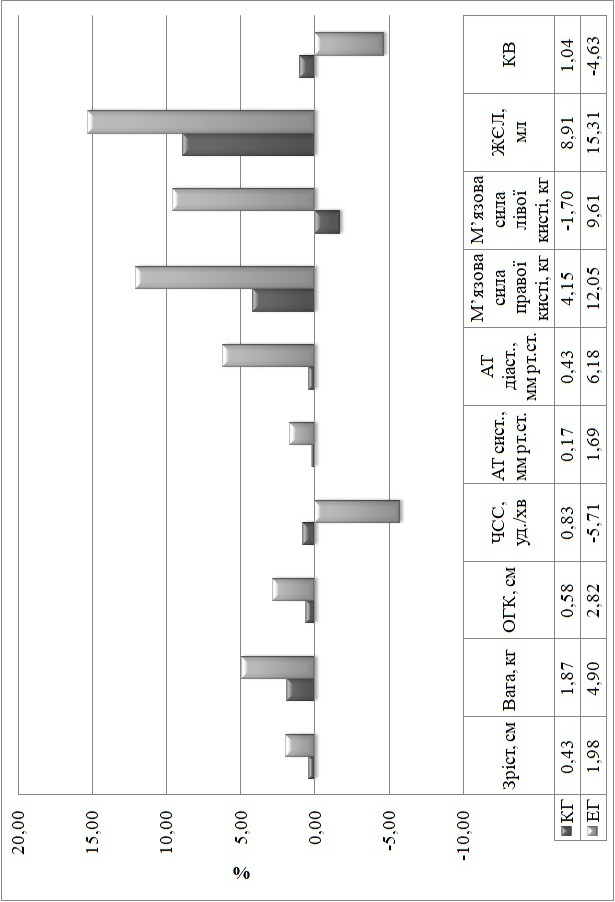 20,00
15,00
10,00
5,00
0,00
-5,00
-10,00
%
Зріст, см
Вага, кг
ОГК, см
ЧСС,
уд./хв
АТ сист.,
мм рт.ст.
АТ
діаст.,
мм рт.ст.
М’язова
сила
правої
кисті, кг
М’язова
сила
лівої
кисті, кг
ЖЄЛ,
мл
КВ
КГ 0,43 1,87 0,58 0,83 0,17 0,43 4,15 -1,70 8,91 1,04
ЕГ 1,98 4,90 2,82 -5,71 1,69 6,18 12,05 9,61 15,31 -4,63